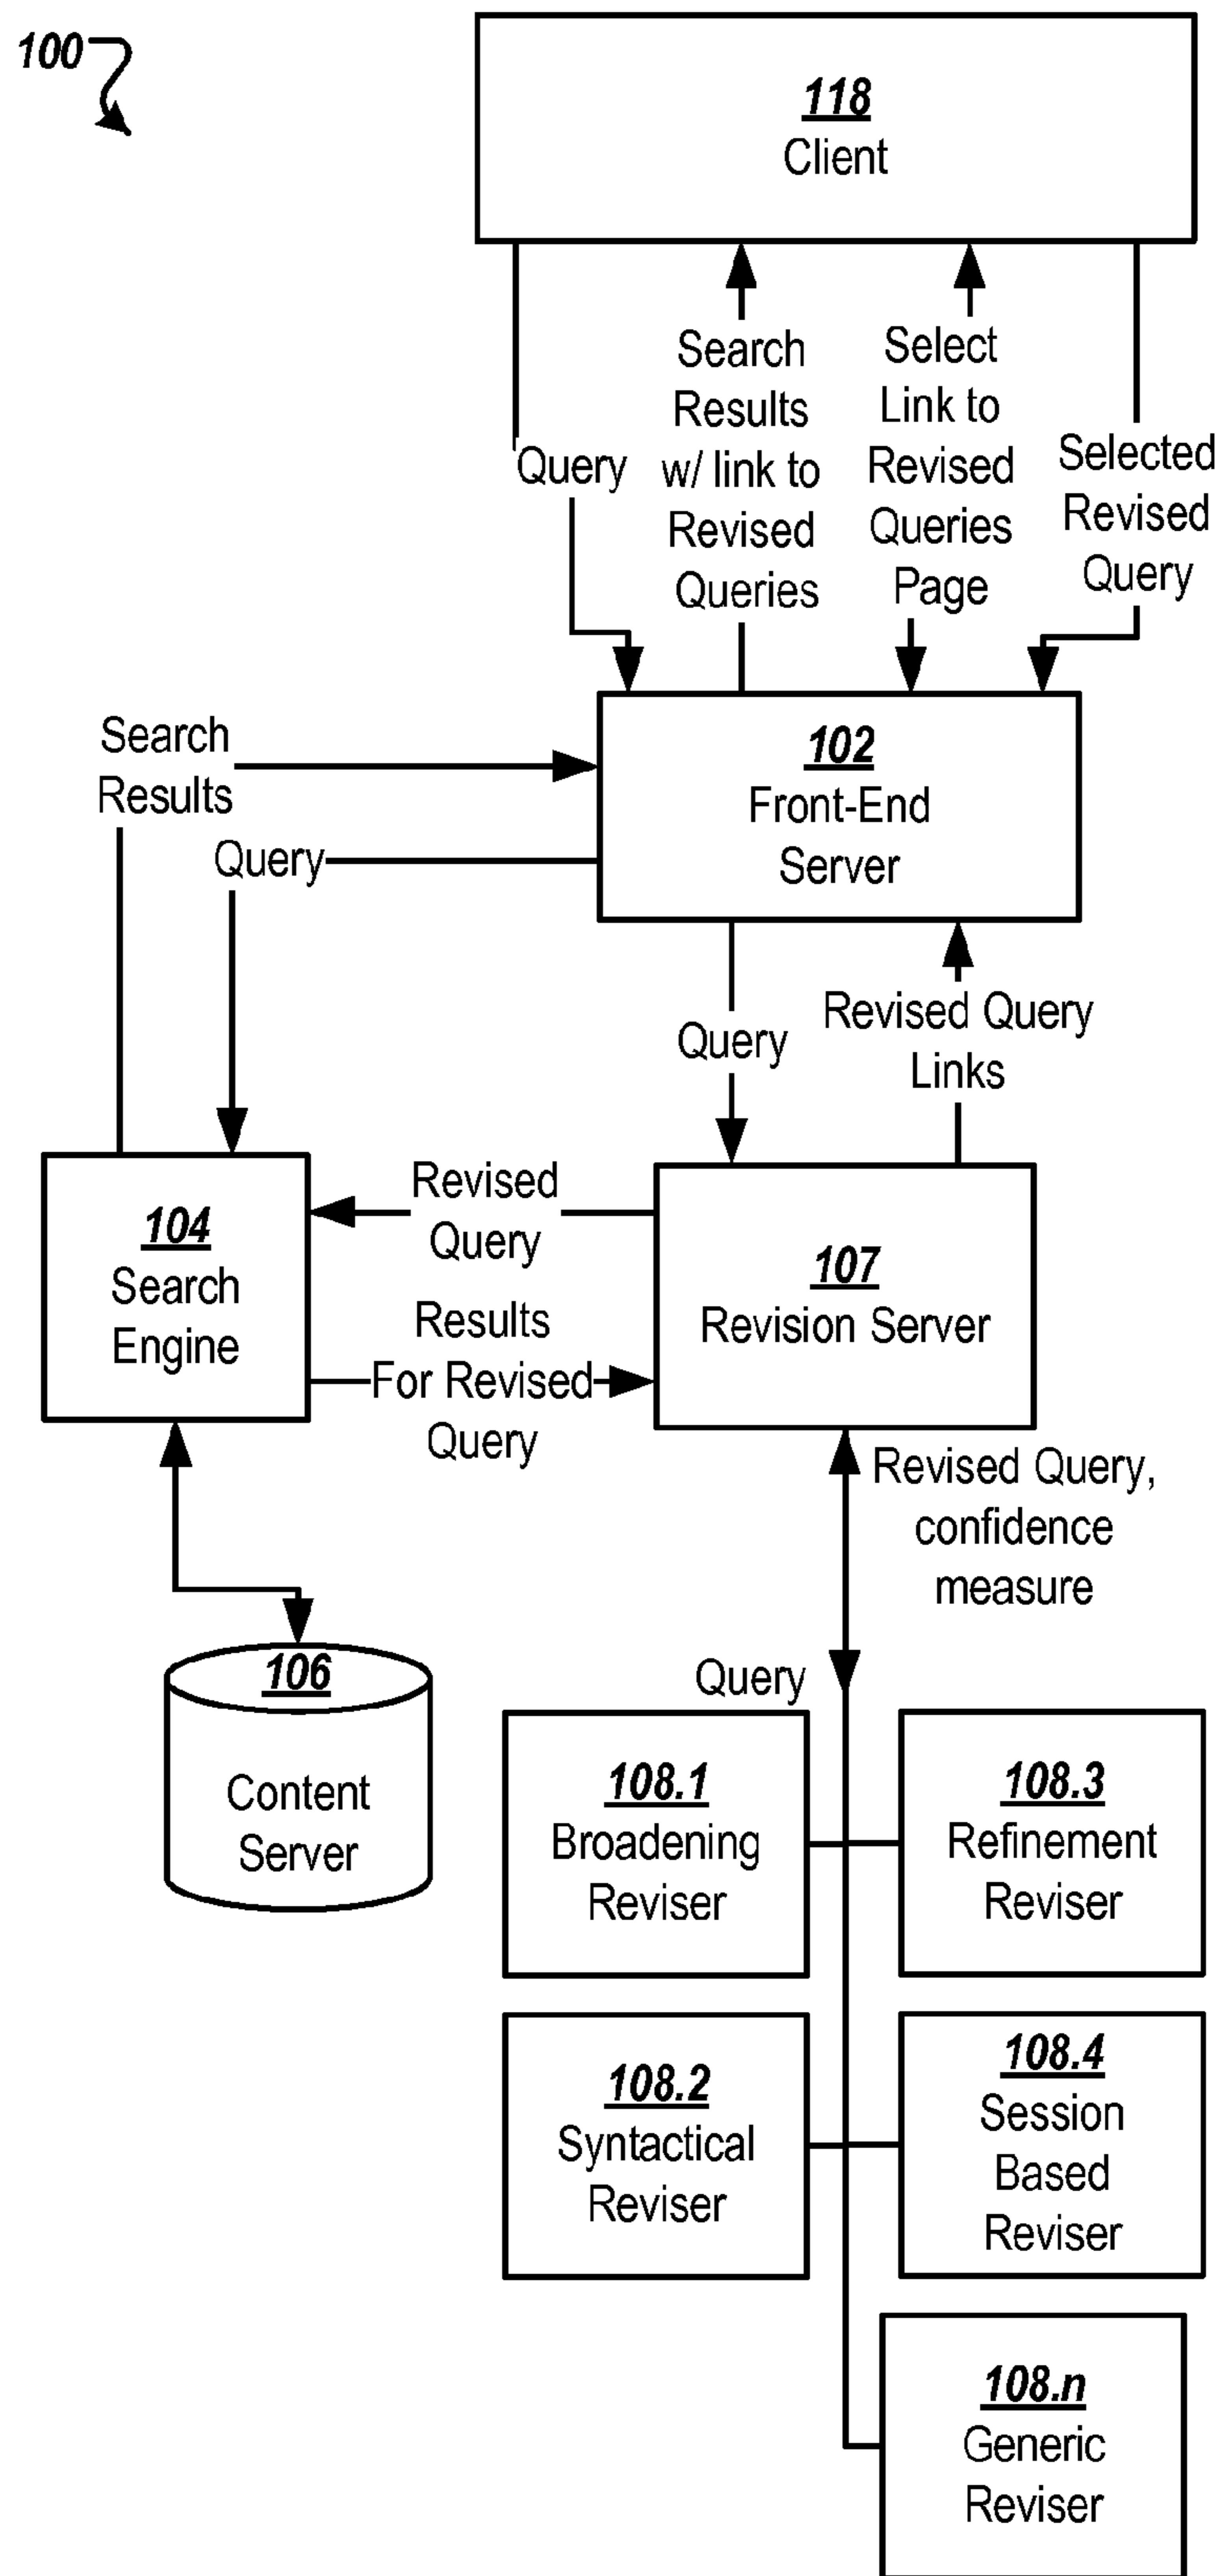 100
118
Client
Query
Search
Results
w/ link to
Revised
Queries
Select
Link to
Revised
Queries
Page
Selected
Revised
Query
102
Front-End
Server
Search
Results
Query
Query
Revised Query
Links
104
Search
Engine
Revised
Query
Results
For Revised
Query
107
Revision Server
Revised Query,
confidence
measure
106
Content
Server
Query
108.1
Broadening
Reviser
108.3
Refinement
Reviser
108.2
Syntactical
Reviser
108.4
Session
Based
Reviser
108.n
Generic
Reviser